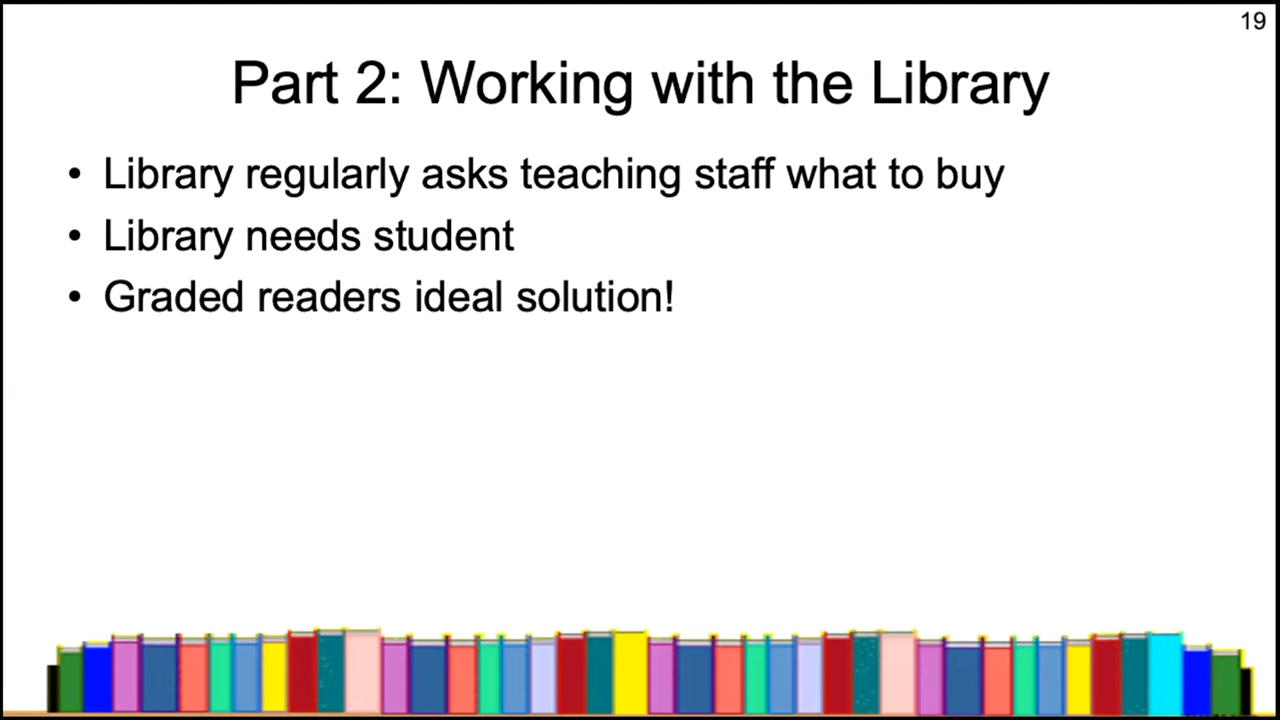 19
Part 2: Working with the Library
• Library regularly asks teaching staff what to buy
• Library needs student
• Graded readers ideal solution!